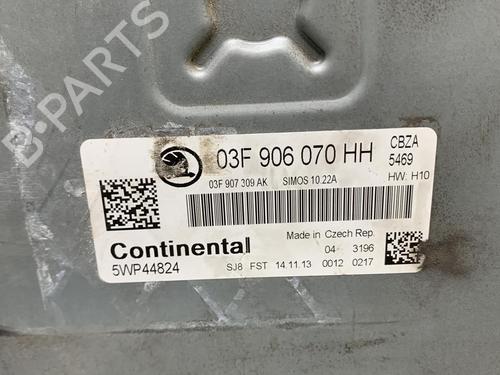 B-PARTS
03F 906 070 HH
CBZA
5469
03F 907 309 AK SIMOS 10.22A HW: H10
Continental
5WP44824
Made in Czech Rep.
04 3196
SJ8 FST 14.11.13 0012 0217